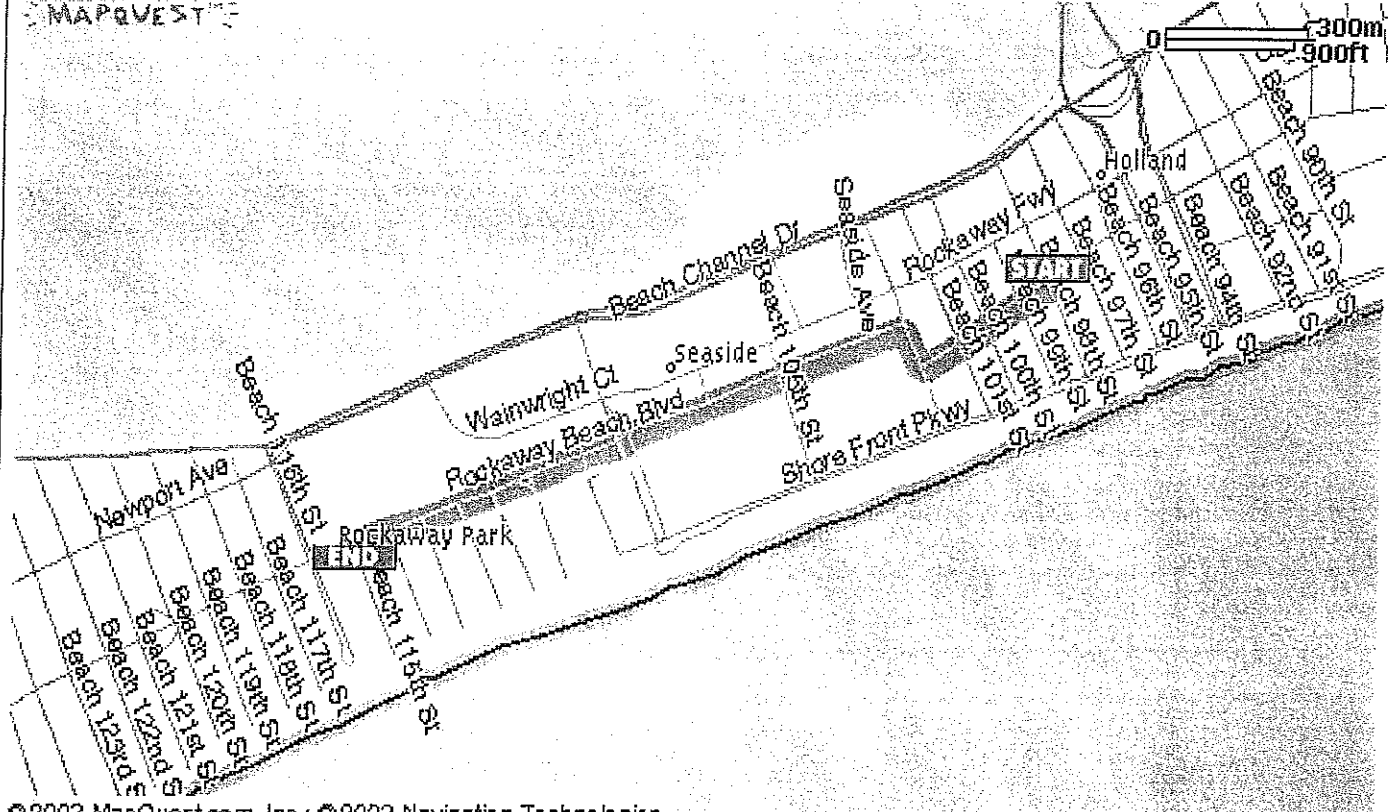 MAPQUEST
0
300m
900ft
Beach 90th St
Holland
Seaside Ave
Rockaway Fwy
Beach 91st St
Beach 92nd St
Beach 94th St
Beach 95th St
Beach 96th St
Beach 97th St
START
Beach Channel Dr
Beach 106th St
Beach 98th St
Beach 99th St
Beach 100th St
Beach 101st St
Seaside
Wainwright Ct
Beach 116th St
Rockaway Beach Blvd
Shore Front Pkwy
Newport Ave
Rockaway Park
END
Beach 115th St
Beach 117th St
Beach 118th St
Beach 119th St
Beach 120th St
Beach 121st St
Beach 122nd S
Beach 123rd S
©2003 MapQuest.com, Inc.; ©2003 Navigation Technologies